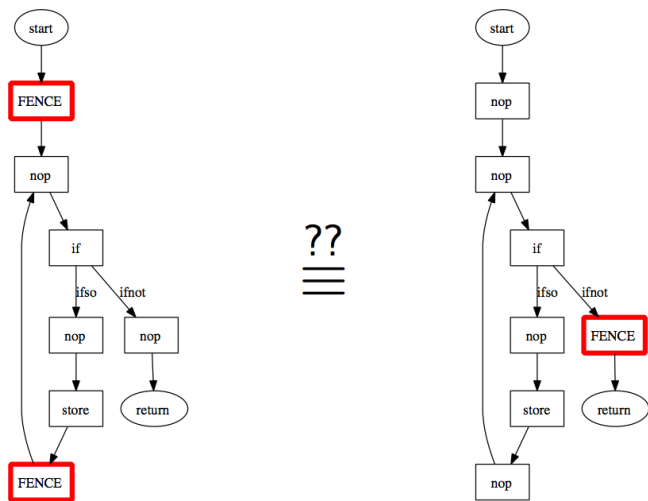 start
FENCE
nop
if
ifso ifnot
nop nop
store return
FENCE
??
start
nop
nop
if
ifso ifnot
nop FENCE
store return
nop